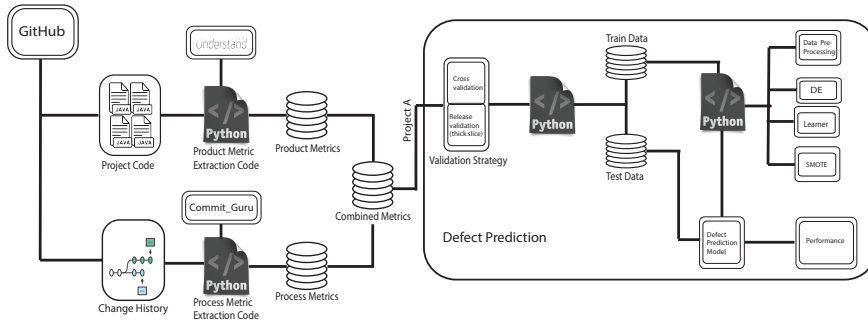 GitHub
Understand
</>
Python
JAVA
JAVA
JAVA
JAVA
Project Code
Product Metric
Extraction Code
Product Metrics
Commit_Guru
</>
Python
Change History
Process Metric
Extraction Code
Process Metrics
Combined Metrics
Project A
Cross
validation
Release
validation
(thick slice)
Validation Strategy
</>
Python
Train Data
Test Data
</>
Python
Data Pre-
Processing
DE
Learner
SMOTE
Defect
Prediction
Model
Performance
Defect Prediction